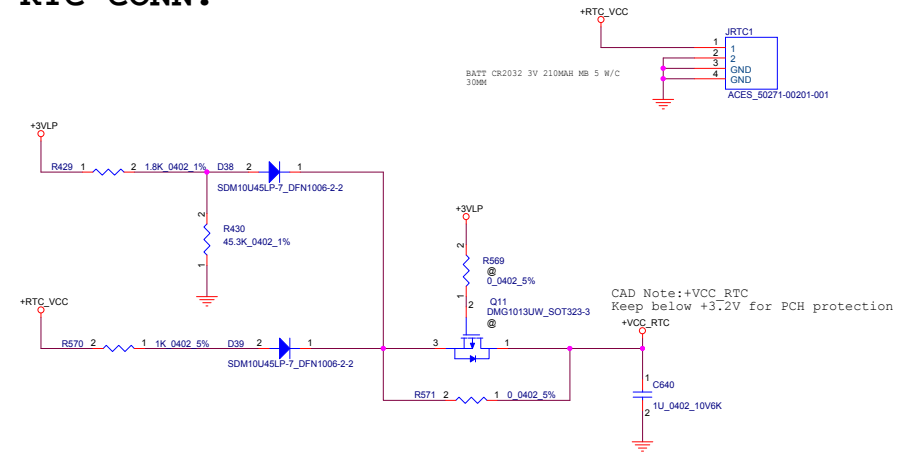 RTC CONN.
+RTC_VCC
JRTC1
1 1
2 2
3 GND
4 GND
ACES_50271-00201-001
BATT CR2032 3V 210MAH MB 5 W/C
30MM
+3VLP
R429 1 2 1.8K_0402_1% D38 2 1
SDM10U45LP-7_DFN1006-2-2
2
R430
45.3K_0402_1%
1
+3VLP
2
R569
@
0_0402_5%
1
2
Q11
DMG1013UW_SOT323-3
@
CAD Note:+VCC_RTC
Keep below +3.2V for PCH protection
+VCC_RTC
+RTC_VCC
R570 2 1 1K_0402_5% D39 2 1
SDM10U45LP-7_DFN1006-2-2
3 1
R571 2 1 0_0402_5%
1
C640
1U_0402_10V6K
2